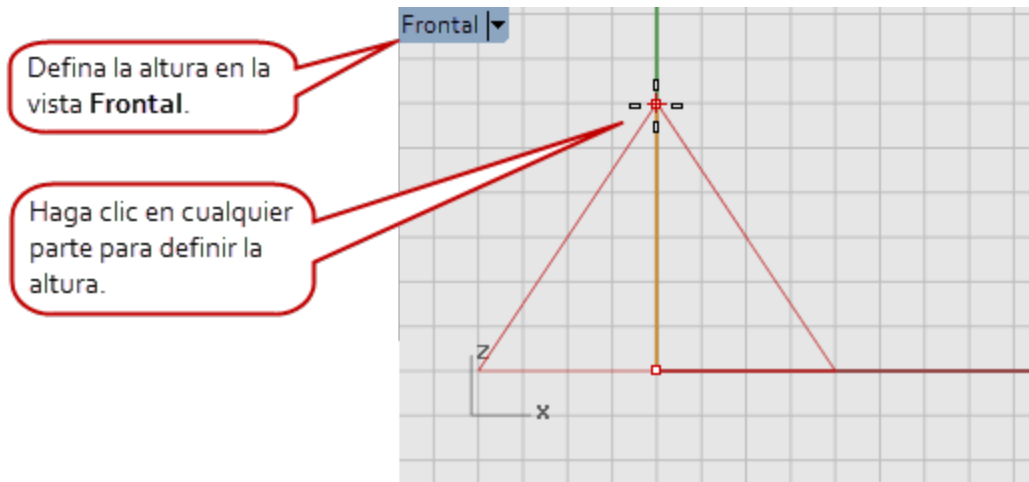 Frontal
Defina la altura en la
vista Frontal.
Haga clic en cualquier
parte para definir la
altura.
z
x